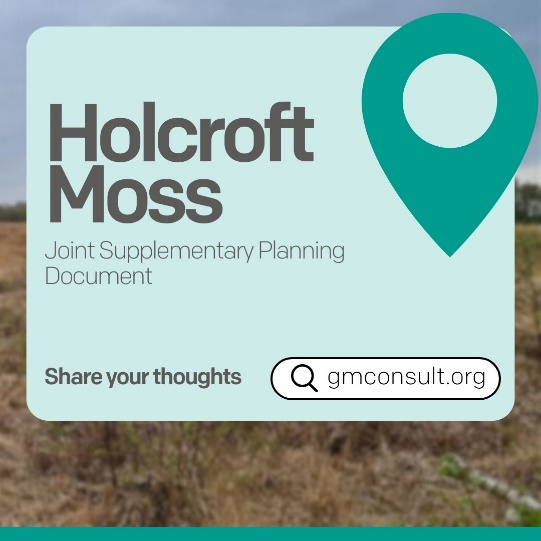 Holcroft
Moss
Joint Supplementary Planning
Document
Share your thoughts
gmconsult.org